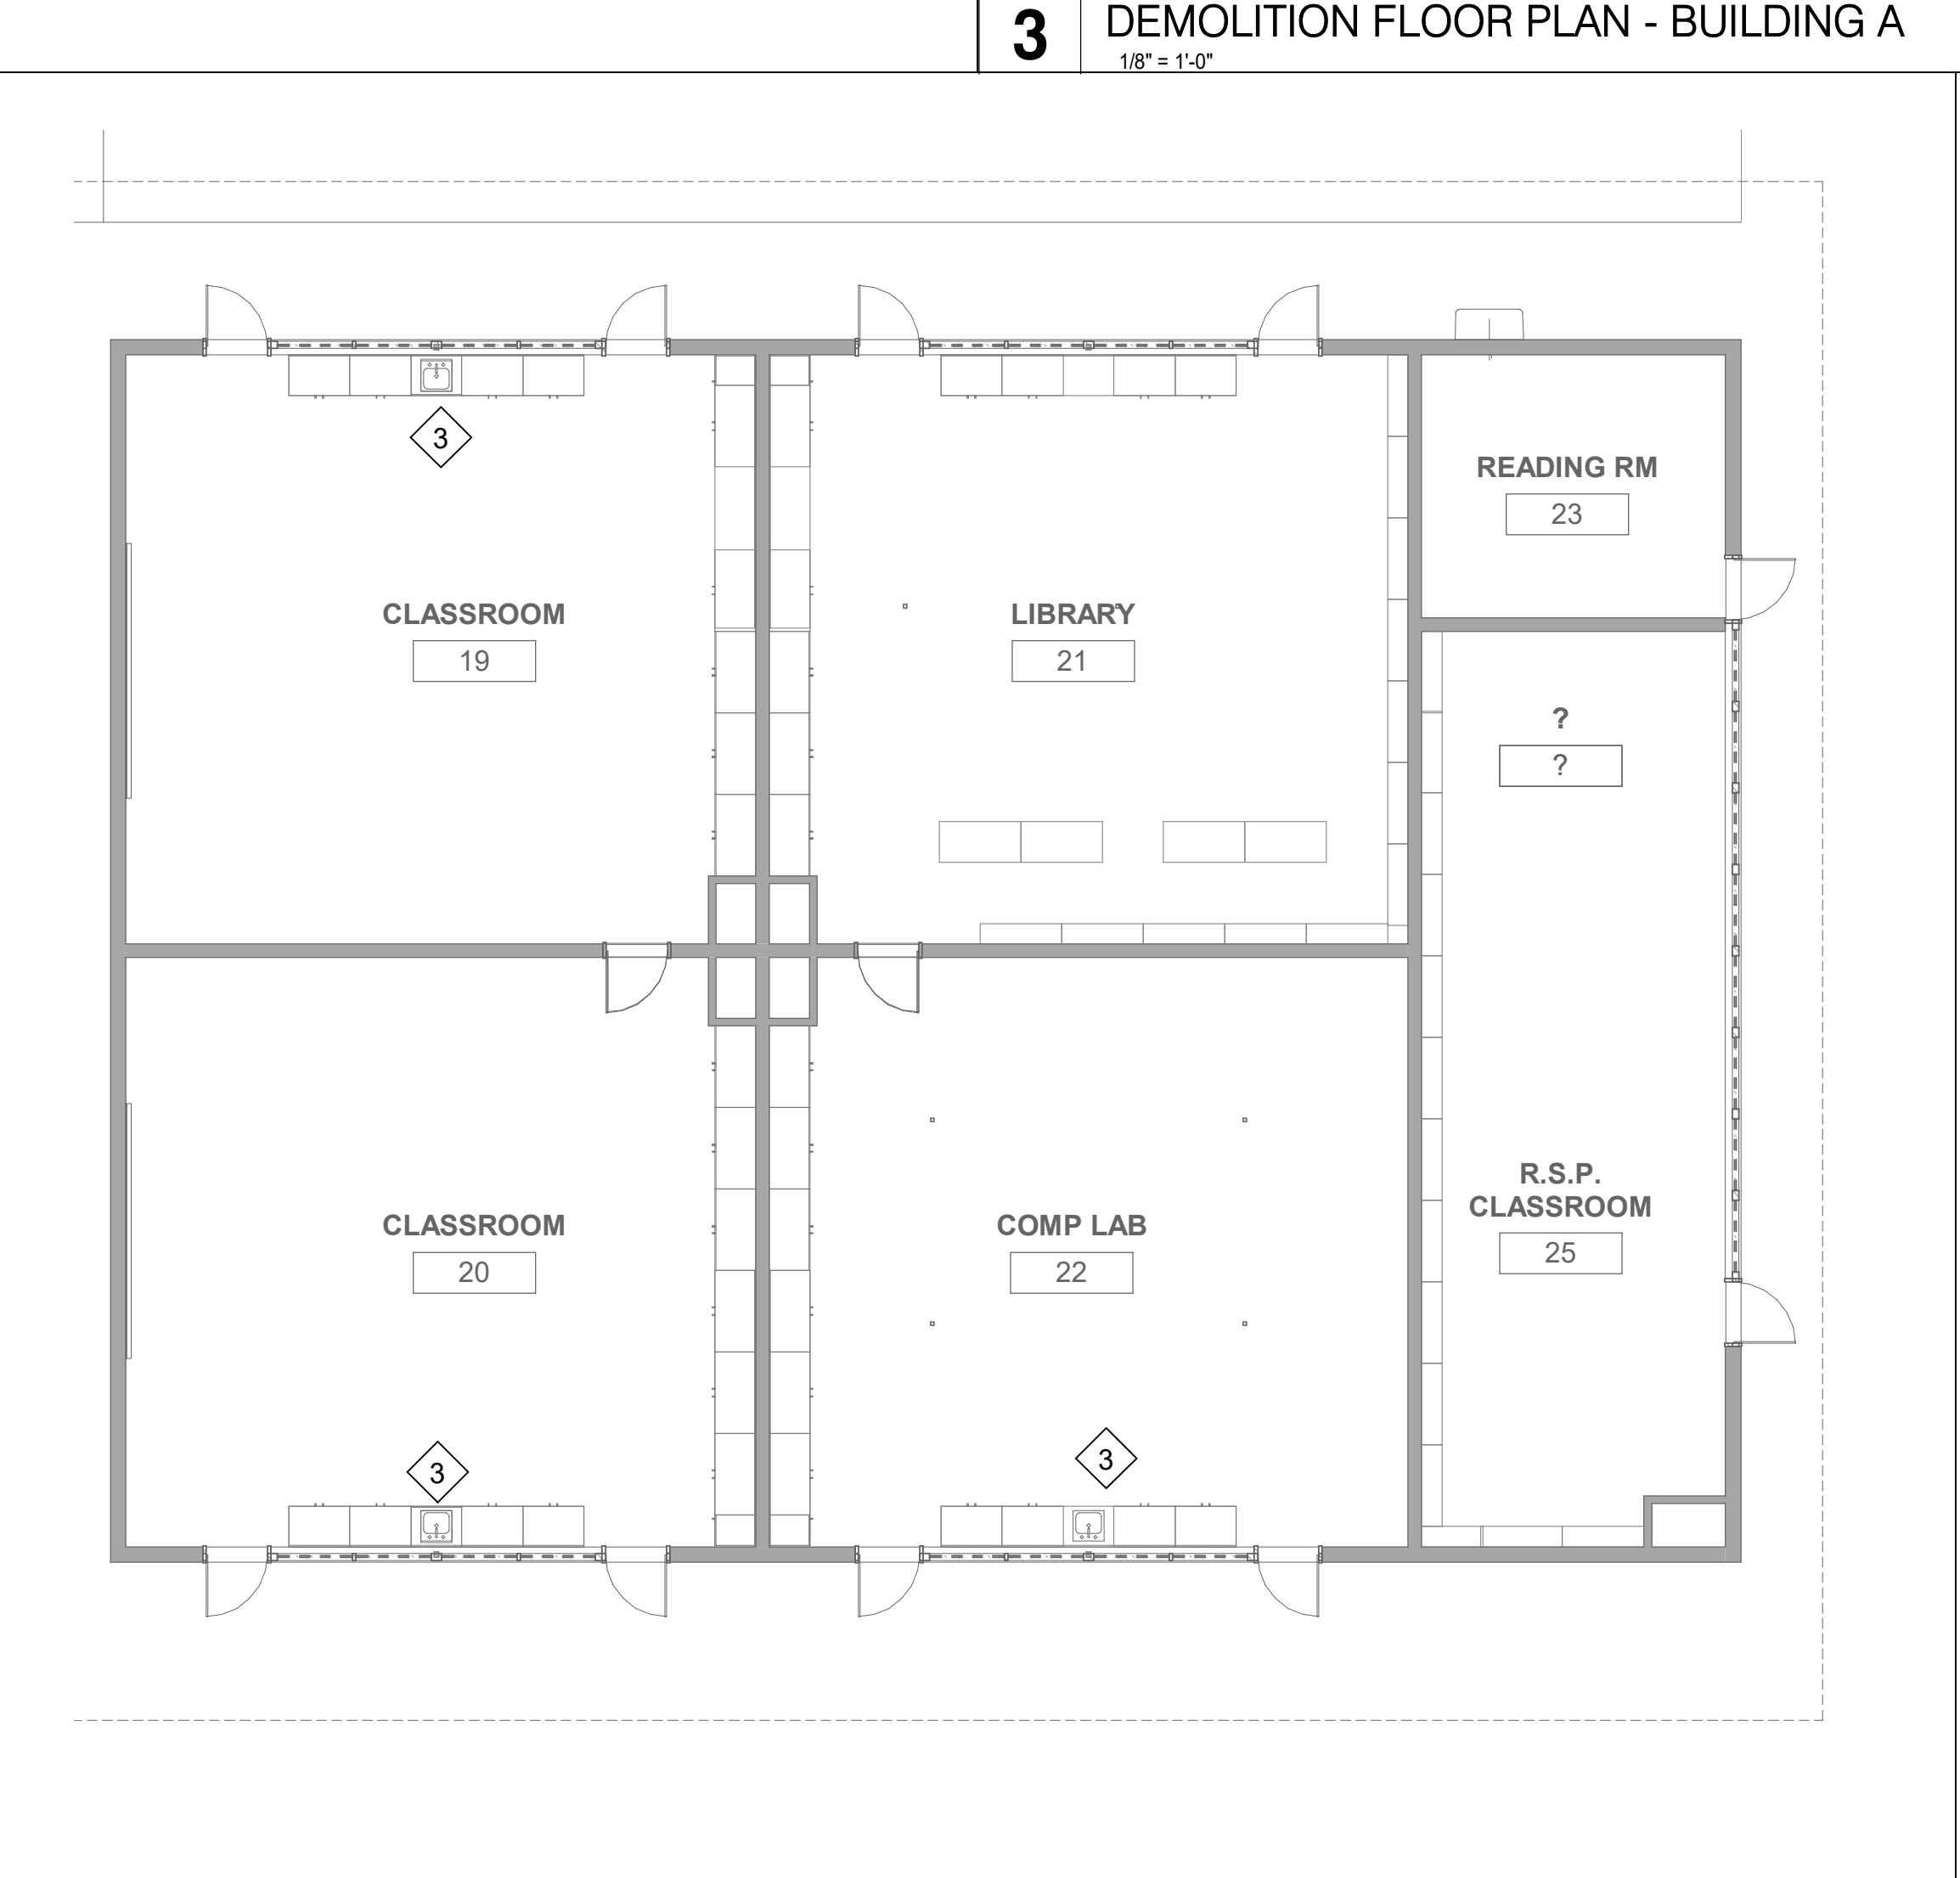 3
DEMOLITION FLOOR PLAN - BUILDING A
1/8" = 1'-0"
3
READING RM
23
CLASSROOM
19
LIBRARY
21
?
?
R.S.P.
CLASSROOM
25
CLASSROOM
20
COMP LAB
22
3
3